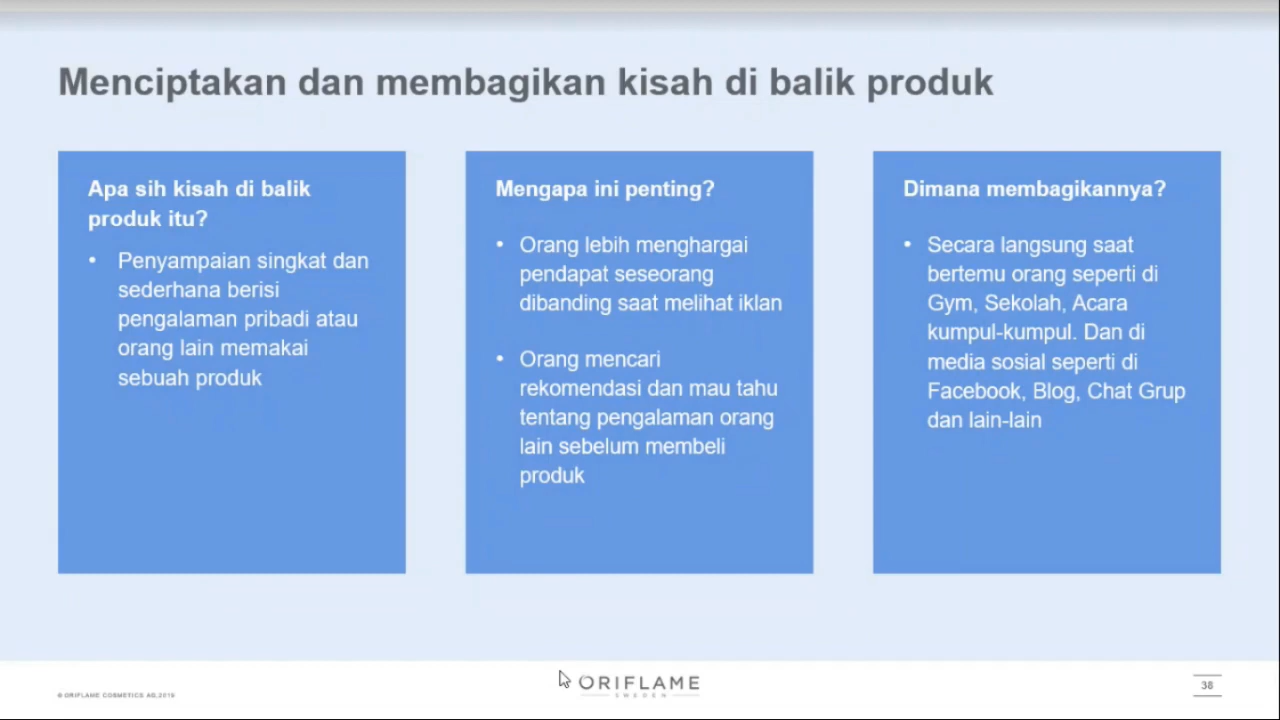 Menciptakan dan membagikan kisah di balik produk
Apa sih kisah di balik
produk itu?
• Penyampaian singkat dan
sederhana berisi
pengalaman pribadi atau
orang lain memakai
sebuah produk
Mengapa ini penting?
• Orang lebih menghargai
pendapat seseorang
dibanding saat melihat iklan
• Orang mencari
rekomendasi dan mau tahu
tentang pengalaman orang
lain sebelum membeli
produk
Dimana membagikannya?
• Secara langsung saat
bertemu orang seperti di
Gym, Sekolah, Acara
kumpul-kumpul. Dan di
media sosial seperti di
Facebook, Blog, Chat Grup
dan lain-lain
© ORIFLAME COSMETICS AG,2019
ORIFLAME
SWEDEN
38